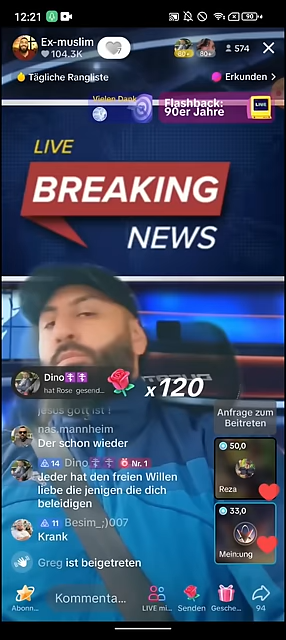 12:21
90
Ex-muslim
104.3K
80+
80+
574
Tägliche Rangliste
Erkunden
Vielen Dank
Flashback:
90er Jahre
LIVE
LIVE
BREAKING
NEWS
Dino
hat Rose gesend...
x120
jesus gott ist !
nas.mannheim
Der schon wieder
14 Dino Nr. 1
Jeder hat den freien Willen
liebe die jenigen die dich
beleidigen
11 Besim_;)007
Krank
Greg ist beigetreten
Anfrage zum
Beitreten
50,0
Reza
33,0
Mein:ung
Abonn...
Kommenta...
LIVE mi...
Senden
Gesche...
94